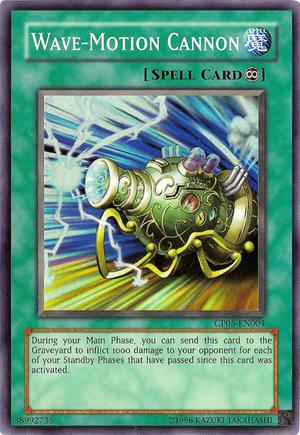 WAVE-MOTION CANNON 魔
[SPELL CARD∞]
CP05-EN004
During your Main Phase, you can send this card to the
Graveyard to inflict 1000 damage to your opponent for each
of your Standby Phases that have passed since this card was
activated.
38992735 ©1996 KAZUKI TAKAHASHI